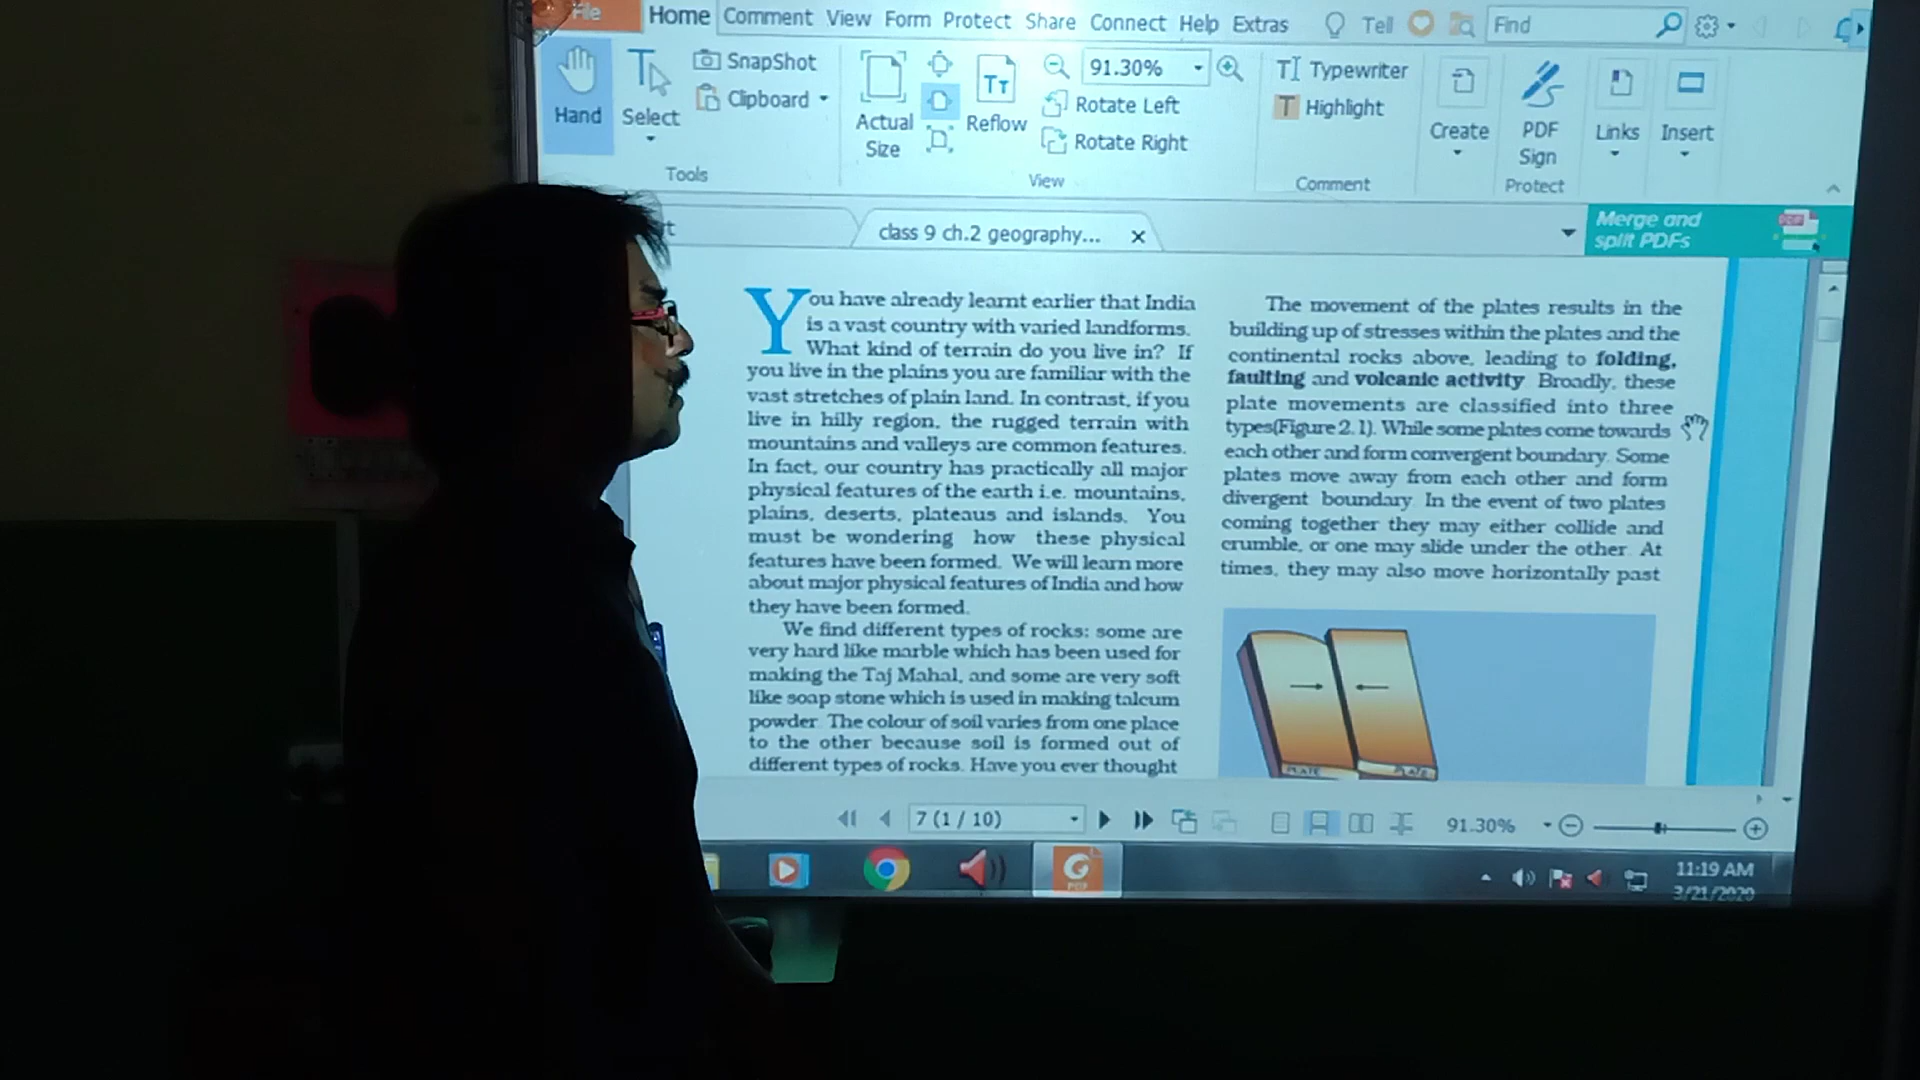 File Home Comment View Form Protect Share Connect Help Extras Tell Find
Hand
Select
SnapShot
Clipboard
Tools
Actual Size
Reflow
91.30%
Rotate Left
Rotate Right
View
Typewriter
Highlight
Comment
Create
PDF Sign
Protect
Links
Insert
class 9 ch.2 geography...
Merge and
split PDFs
You have already learnt earlier that India
is a vast country with varied landforms.
What kind of terrain do you live in? If
you live in the plains you are familiar with the
vast stretches of plain land. In contrast, if you
live in hilly region, the rugged terrain with
mountains and valleys are common features.
In fact, our country has practically all major
physical features of the earth i.e. mountains,
plains, deserts, plateaus and islands. You
must be wondering how these physical
features have been formed. We will learn more
about major physical features of India and how
they have been formed.
We find different types of rocks: some are
very hard like marble which has been used for
making the Taj Mahal, and some are very soft
like soap stone which is used in making talcum
powder. The colour of soil varies from one place
to the other because soil is formed out of
different types of rocks. Have you ever thought
The movement of the plates results in the
building up of stresses within the plates and the
continental rocks above, leading to folding,
faulting and volcanic activity. Broadly, these
plate movements are classified into three
types(Figure 2.1). While some plates come towards
each other and form convergent boundary. Some
plates move away from each other and form
divergent boundary. In the event of two plates
coming together they may either collide and
crumble, or one may slide under the other. At
times, they may also move horizontally past
PLATE PLATE
7 (1 / 10)
91.30%
11:19 AM
3/21/2020